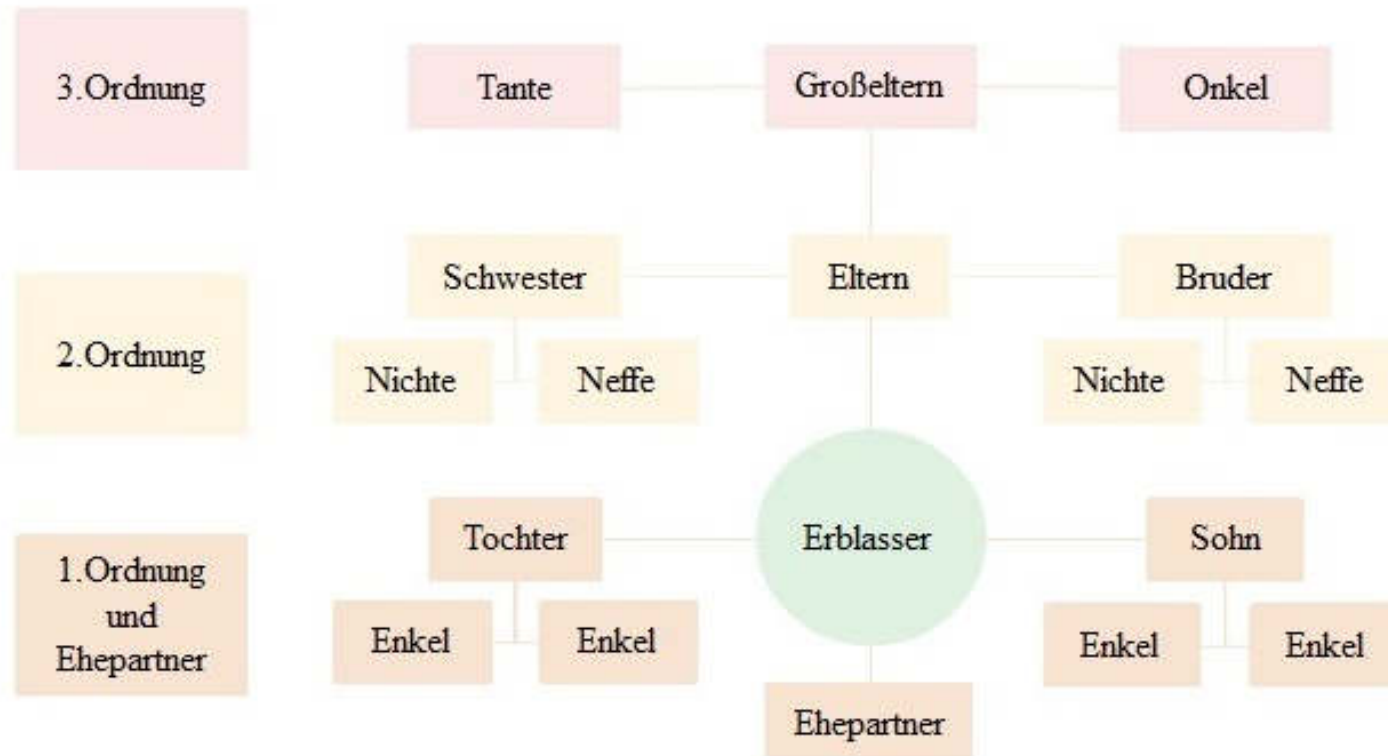 3.Ordnung
Tante
Großeltern
Onkel
2.Ordnung
Schwester
Eltern
Bruder
Nichte
Neffe
Nichte
Neffe
1.Ordnung
und
Ehepartner
Tochter
Erblasser
Sohn
Enkel
Enkel
Enkel
Enkel
Ehepartner